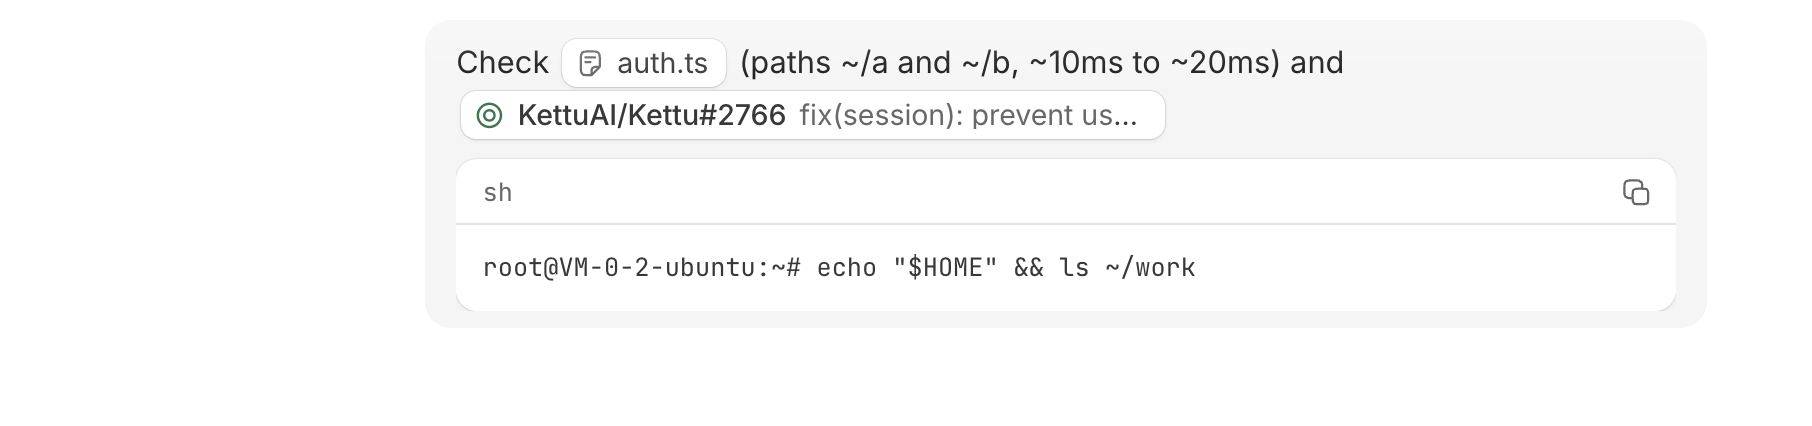 Check auth.ts (paths ~/a and ~/b, ~10ms to ~20ms) and
KettuAI/Kettu#2766 fix(session): prevent us...
sh
root@VM-0-2-ubuntu:~# echo "$HOME" && ls ~/work